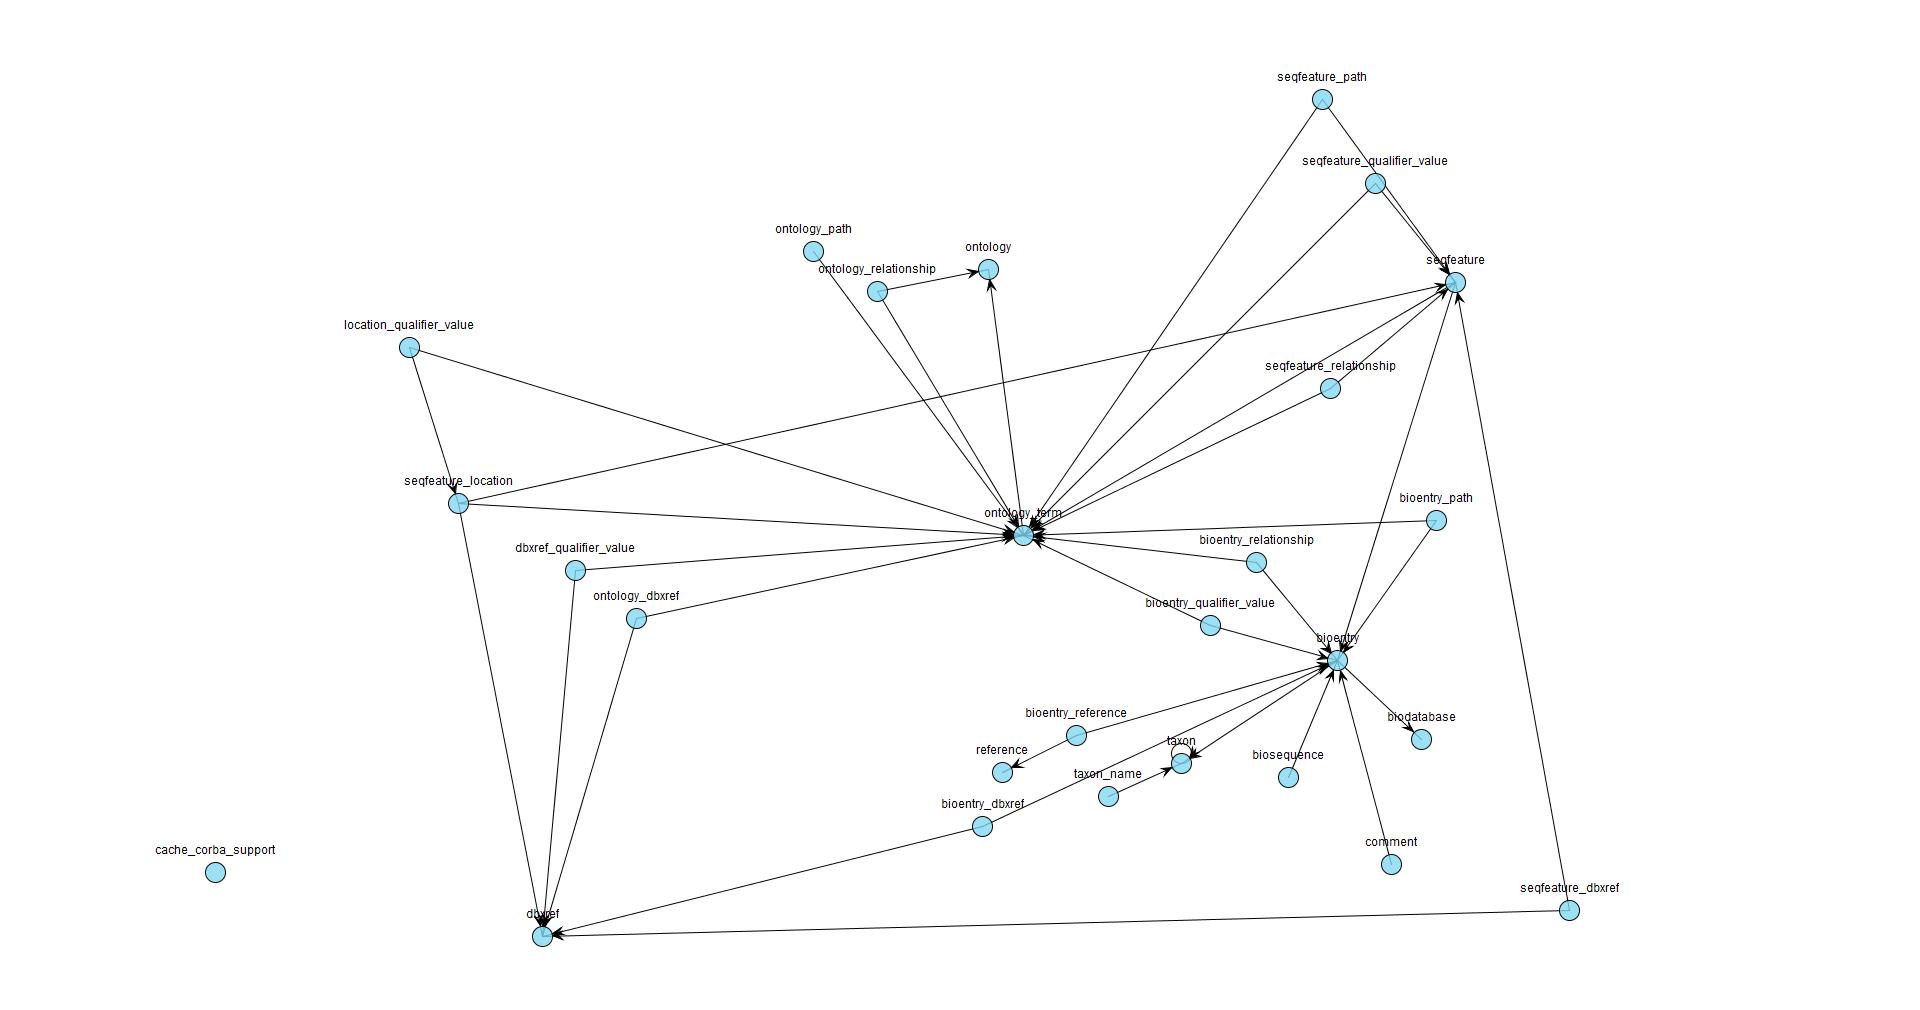 seqfeature_path
seqfeature_qualifier_value
ontology_path
ontology
seqfeature
ontology_relationship
location_qualifier_value
seqfeature_relationship
seqfeature_location
bioentry_path
ontology_term
bioentry_relationship
dbxref_qualifier_value
ontology_dbxref
bioentry_qualifier_value
bioentry
bioentry_reference
biodatabase
taxon
reference
biosequence
taxon_name
bioentry_dbxref
comment
cache_corba_support
seqfeature_dbxref
dbxref